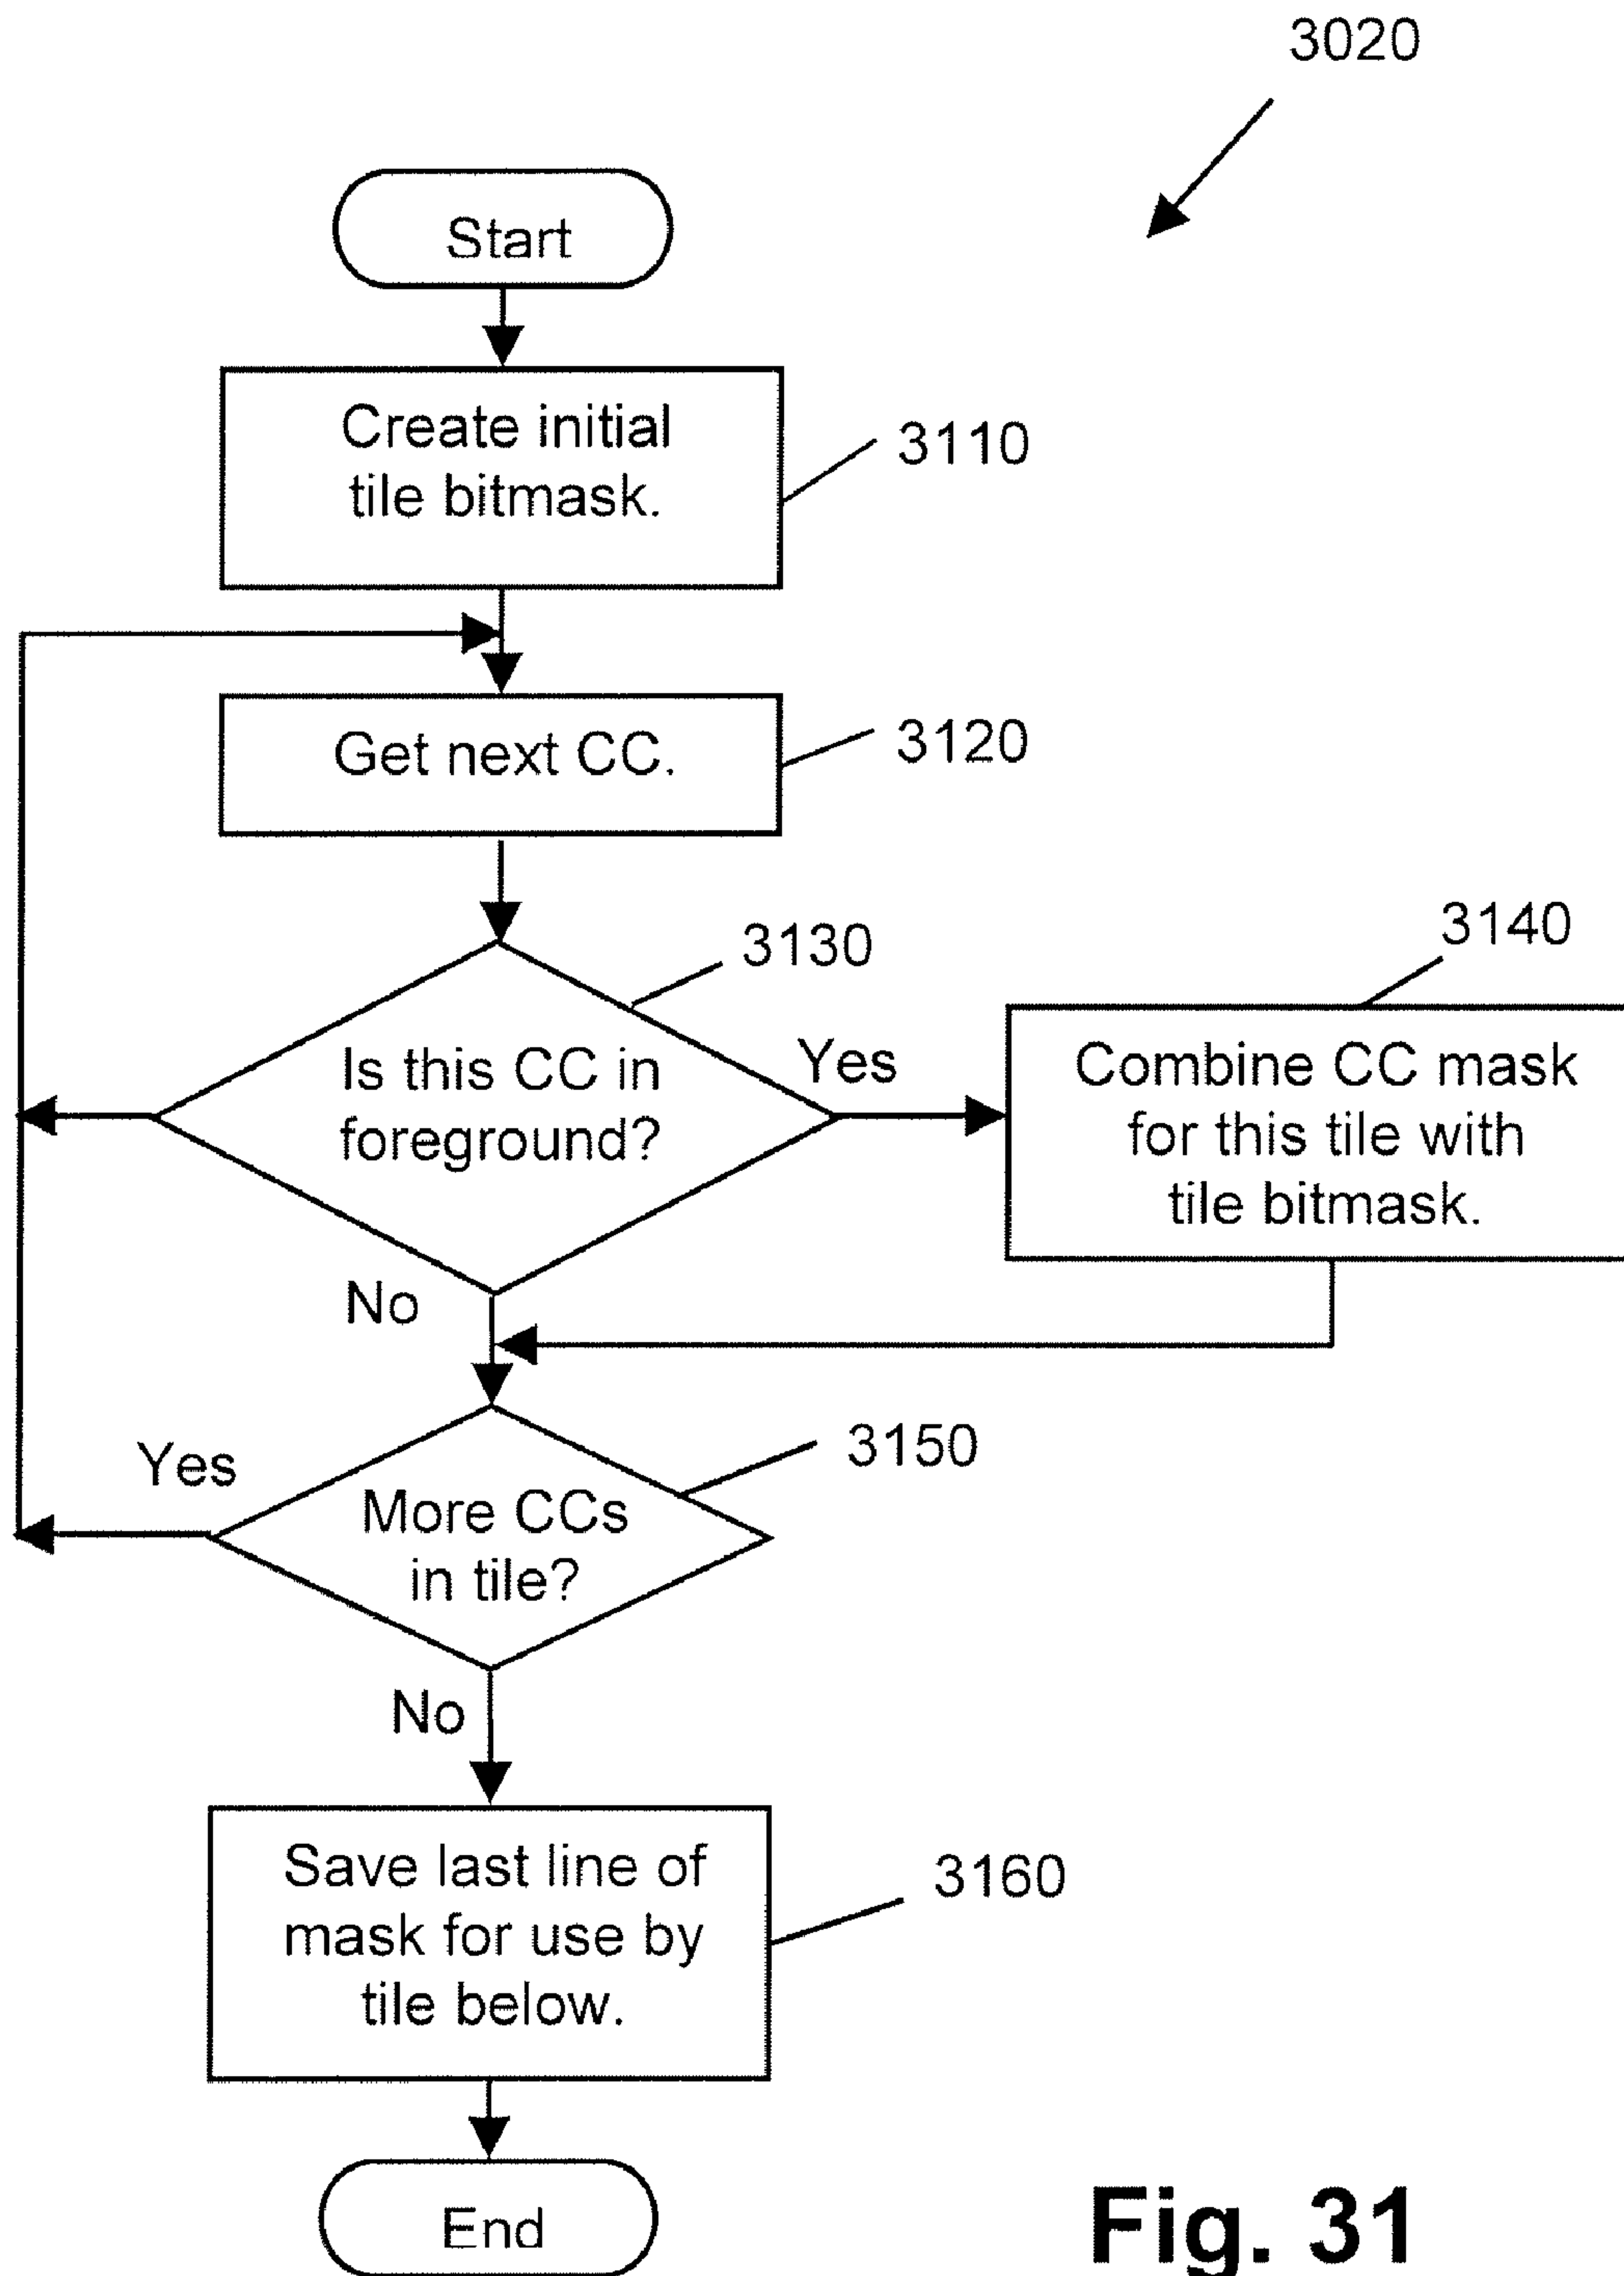 3020
Start
Create initial
tile bitmask.
3110
Get next CC.
3120
3130
Is this CC in
foreground?
Yes
3140
Combine CC mask
for this tile with
tile bitmask.
No
Yes
3150
More CCs
in tile?
No
Save last line of
mask for use by
tile below.
3160
End
Fig. 31